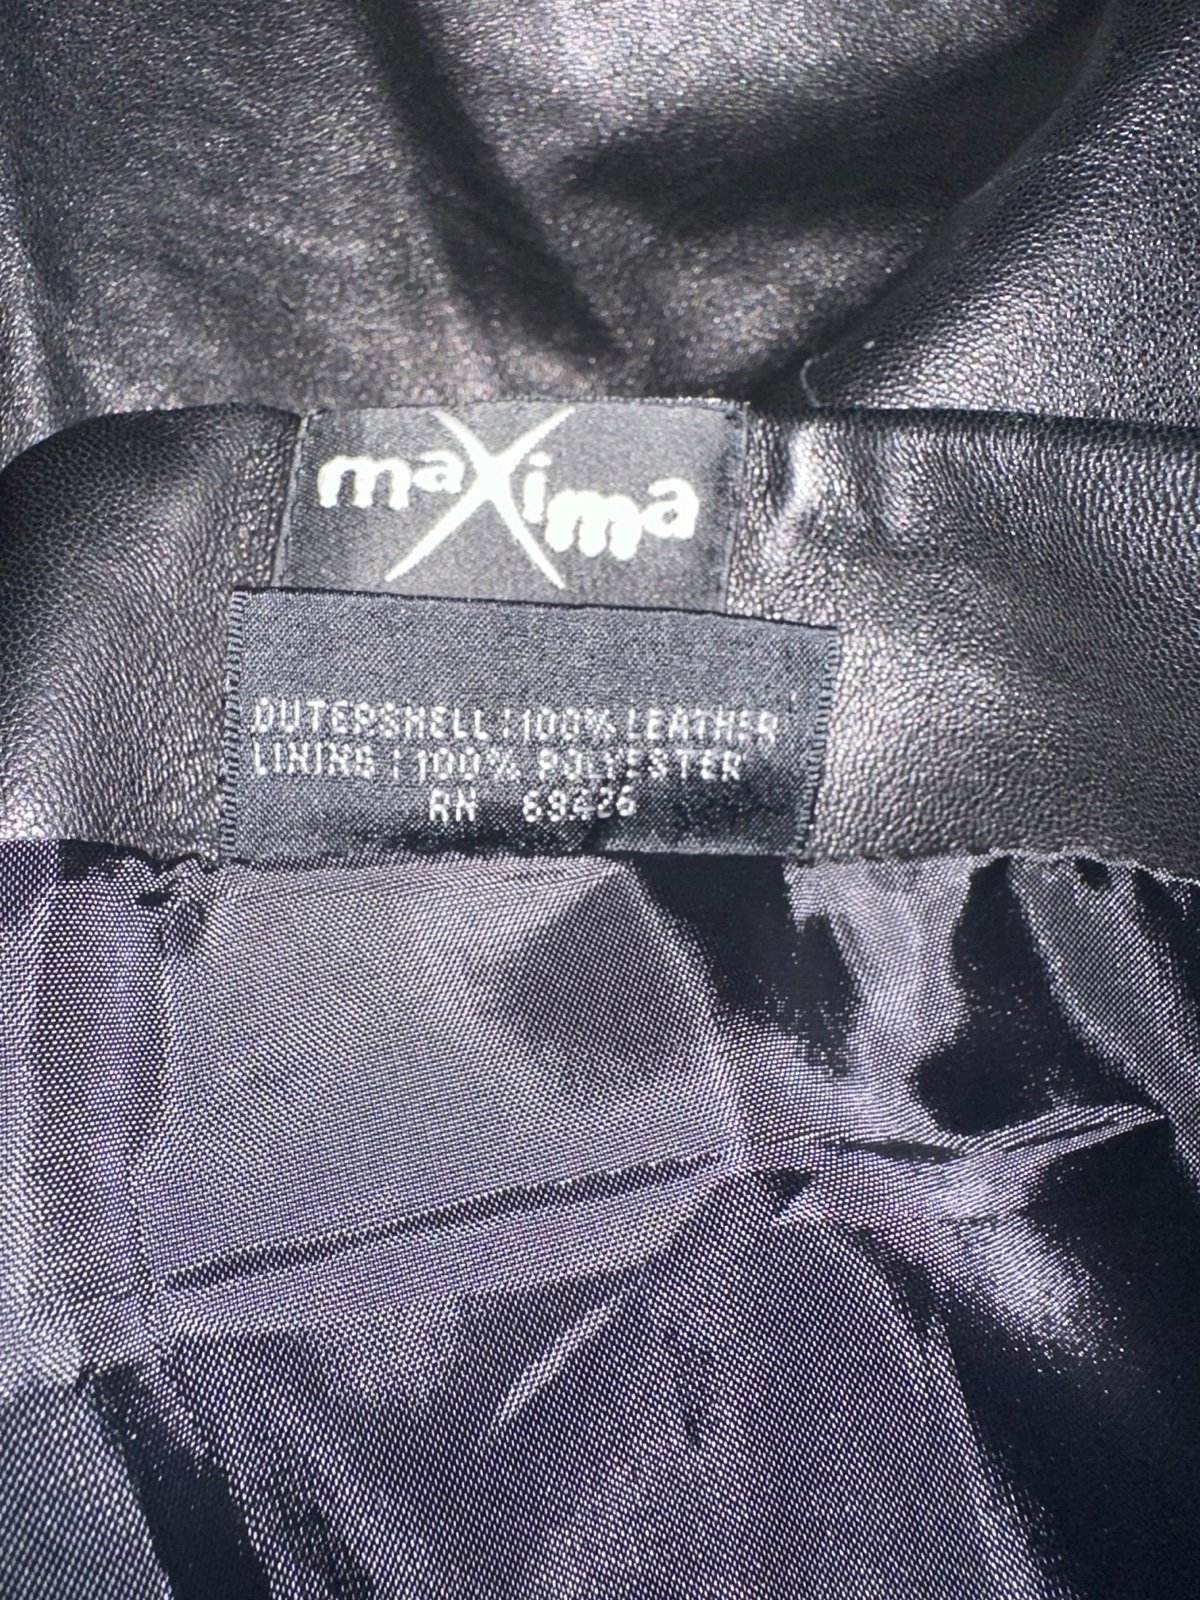 maXima
OUTERSHELL:100% LEATHER
LINING:100% POLYESTER
RN 69426